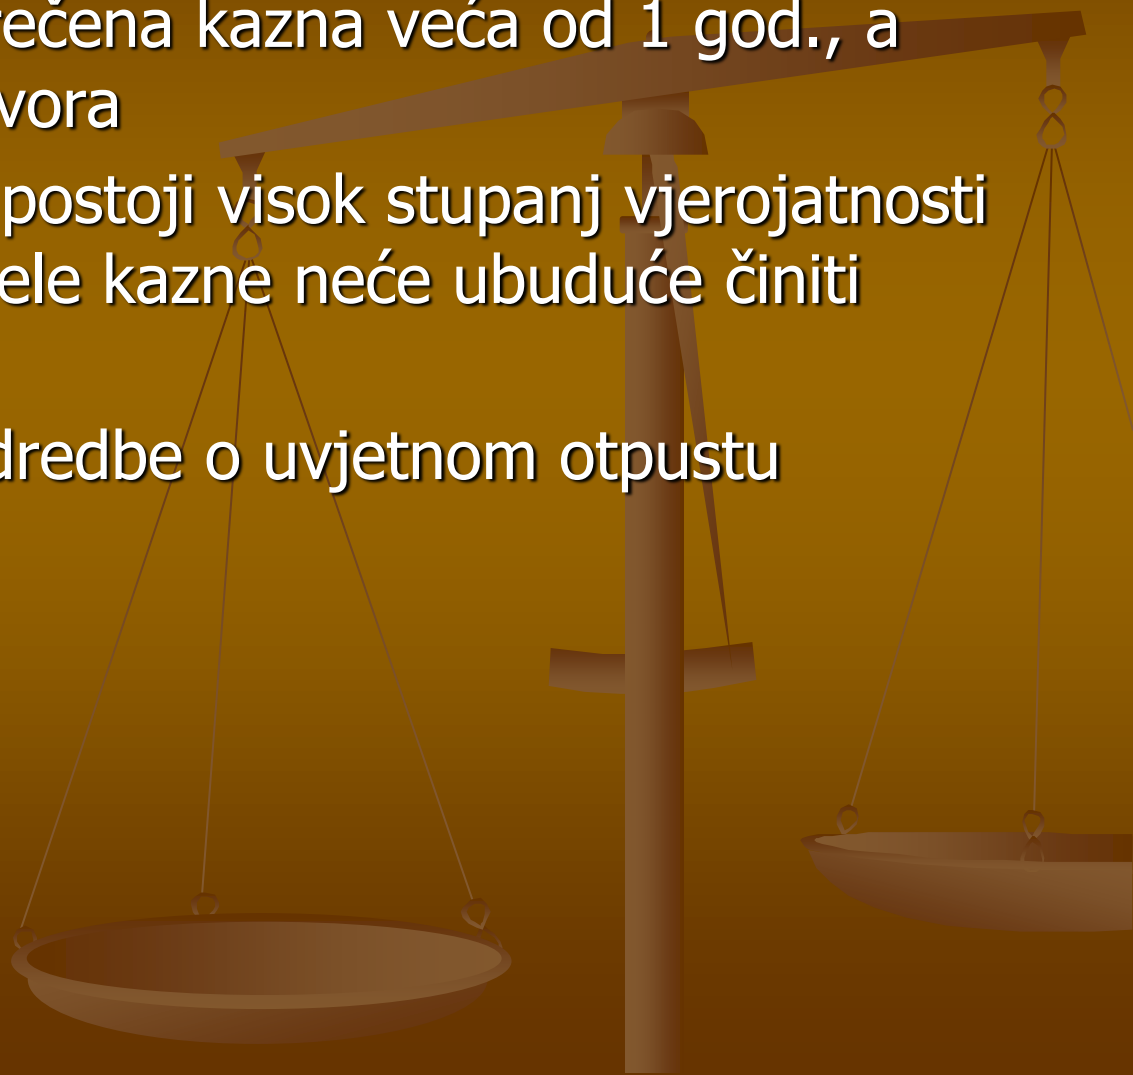 rečena kazna veća od 1 god., a
vora
postoji visok stupanj vjerojatnosti
ele kazne neće ubuduće činiti
dredbe o uvjetnom otpustu